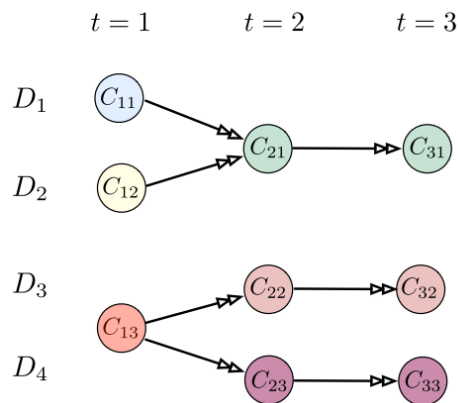 t = 1 t = 2 t = 3
D₁ C₁₁
C₂₁ C₃₁
D₂ C₁₂
D₃ C₂₂ C₃₂
C₁₃
D₄ C₂₃ C₃₃